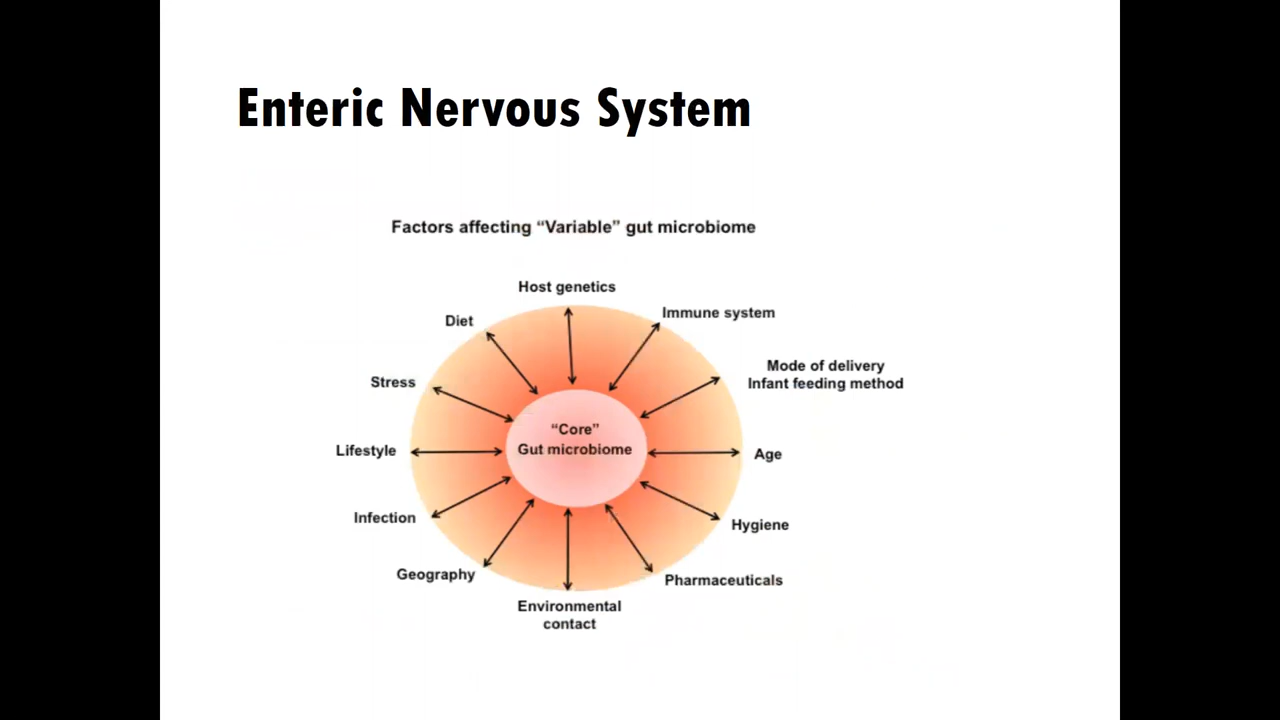 Enteric Nervous System
Factors affecting “Variable” gut microbiome
Host genetics
Immune system
Diet
Mode of delivery
Infant feeding method
Stress
“Core”
Gut microbiome
Lifestyle
Age
Infection
Hygiene
Geography
Pharmaceuticals
Environmental
contact